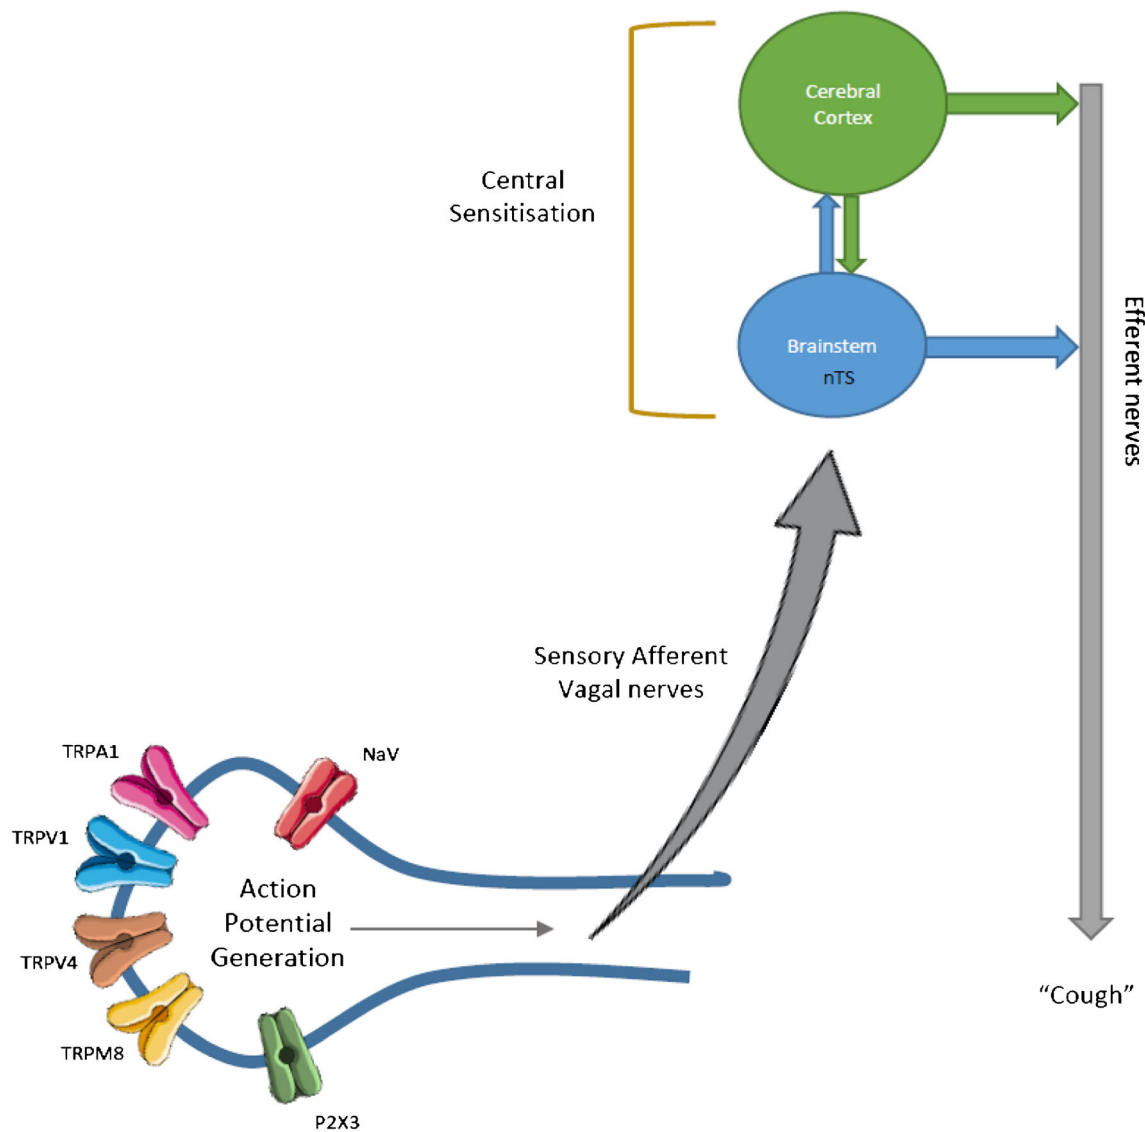 Cerebral
Cortex
Central
Sensitisation
Brainstem
nTS
Efferent nerves
Sensory Afferent
Vagal nerves
TRPA1
NaV
TRPV1
Action
Potential
Generation
TRPV4
TRPM8
P2X3
“Cough”